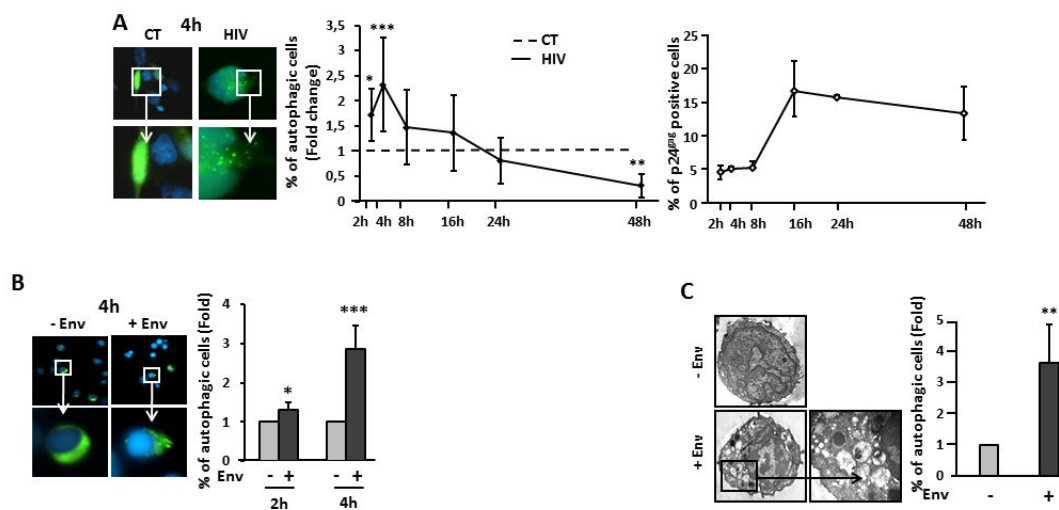 A
4h
CT
HIV
% of autophagic cells
(Fold change)
3,5
3
2,5
2
1,5
1
0,5
0
*
***
**
CT
HIV
2h 4h 8h 16h 24h 48h
% of p24gag positive cells
25
20
15
10
5
0
2h 4h 8h 16h 24h 48h
B
4h
- Env
+ Env
% of autophagic cells (Fold)
4
3
2
1
0
*
***
Env - + - +
2h 4h
C
- Env
+ Env
% of autophagic cells (Fold)
5
4
3
2
1
0
**
Env - +